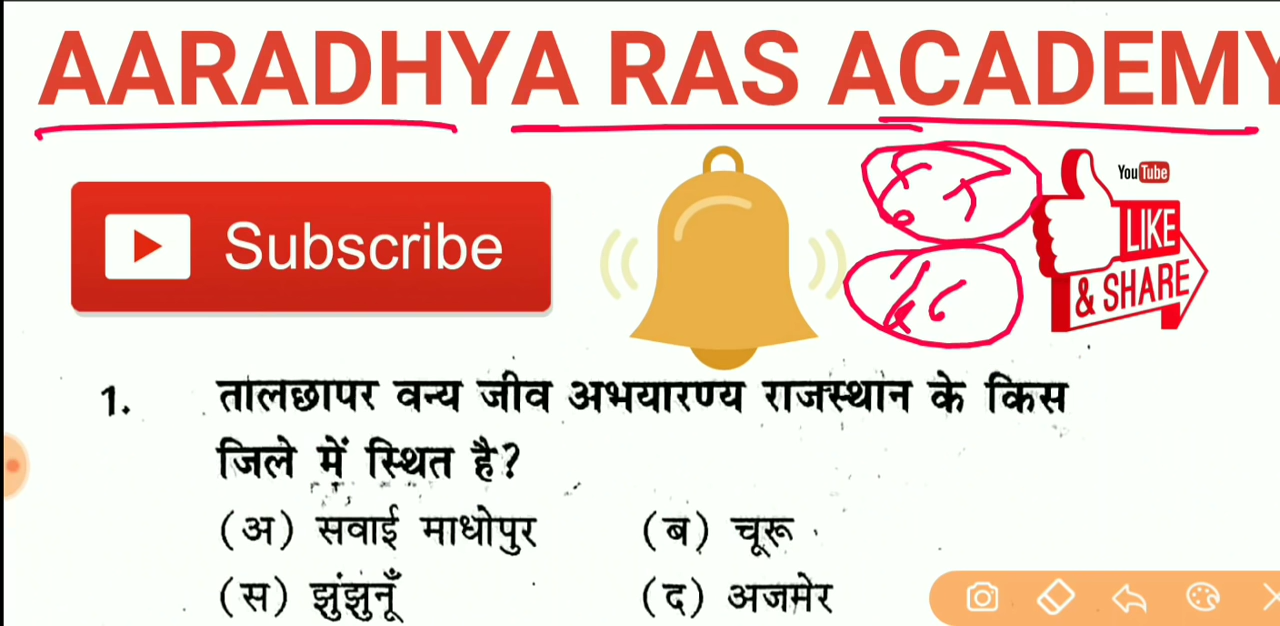 AARADHYA RAS ACADEMY
YouTube
Subscribe
LIKE
& SHARE
1. तालछापर वन्य जीव अभयारण्य राजस्थान के किस
जिले में स्थित है?
(अ) सवाई माधोपुर (ब) चूरू
(स) झुंझुनूँ (द) अजमेर